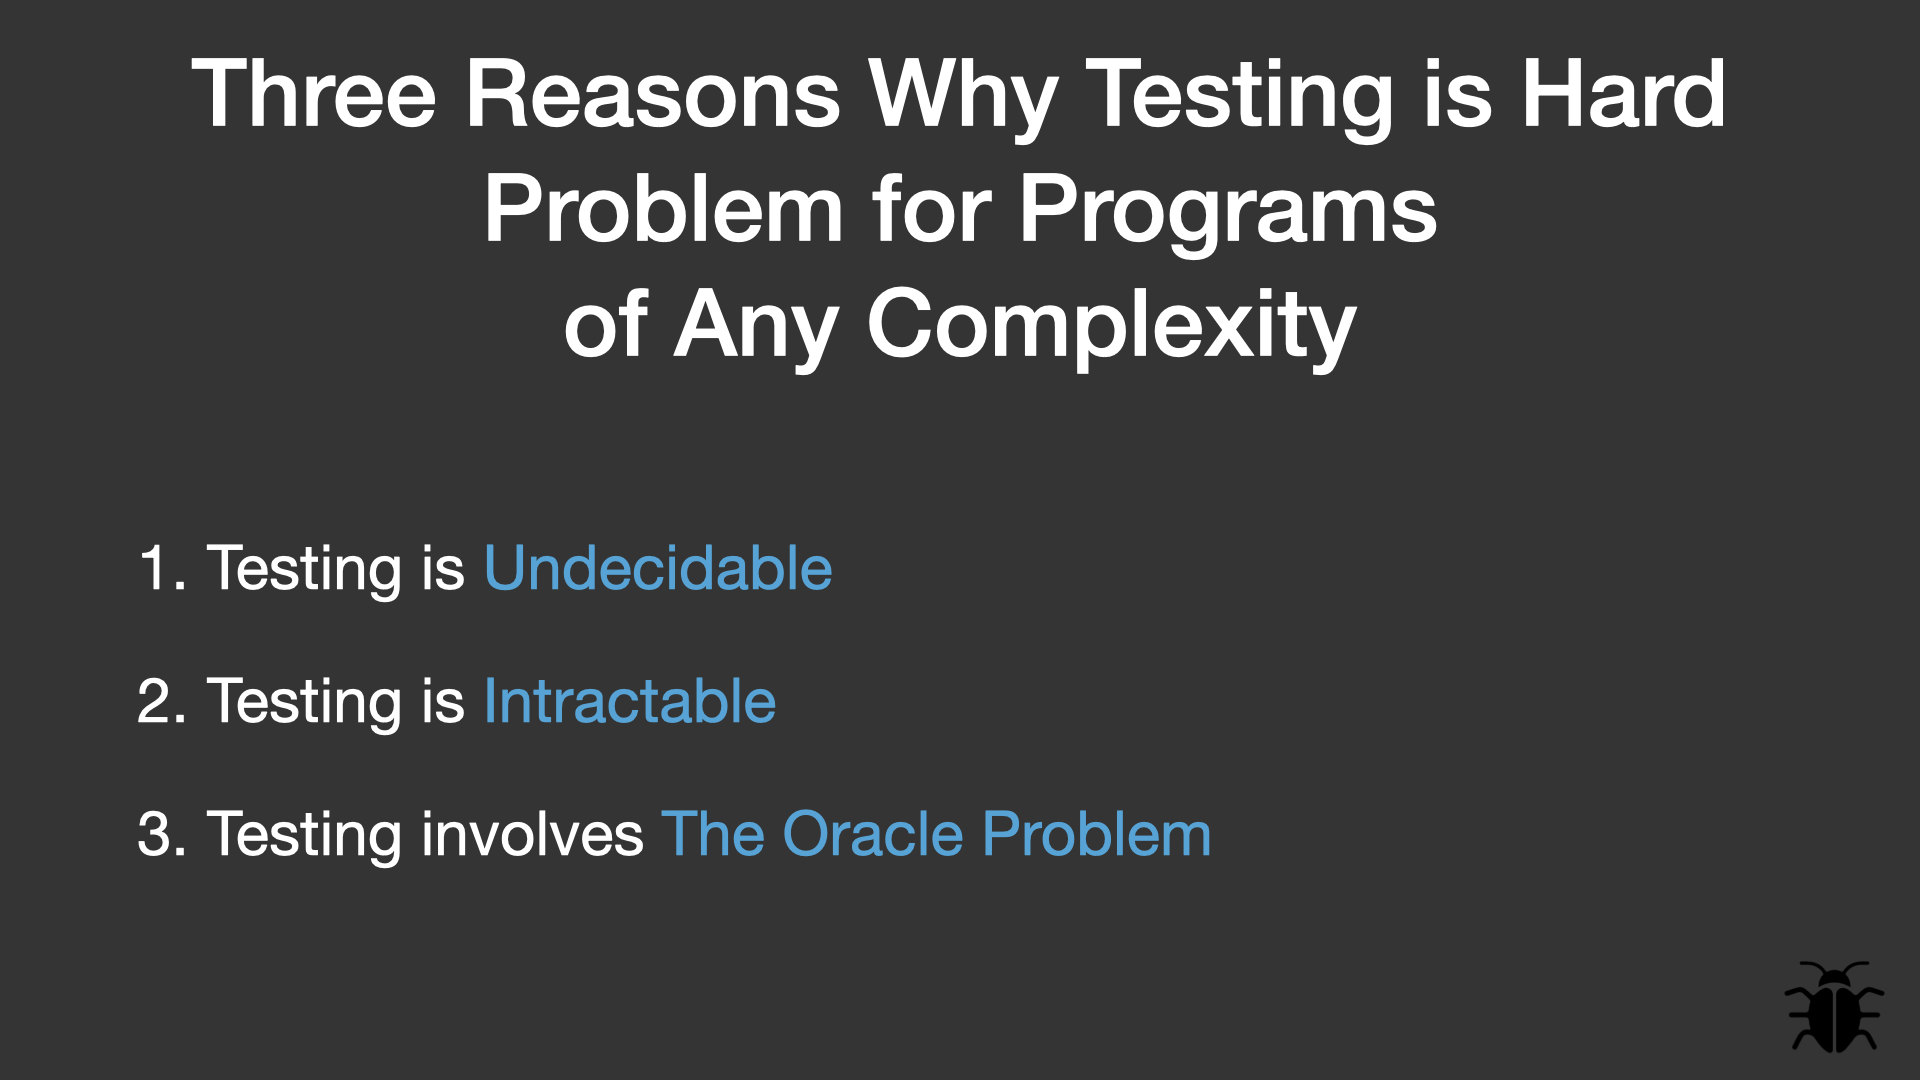 Three Reasons Why Testing is Hard
Problem for Programs
of Any Complexity
1. Testing is Undecidable
2. Testing is Intractable
3. Testing involves The Oracle Problem